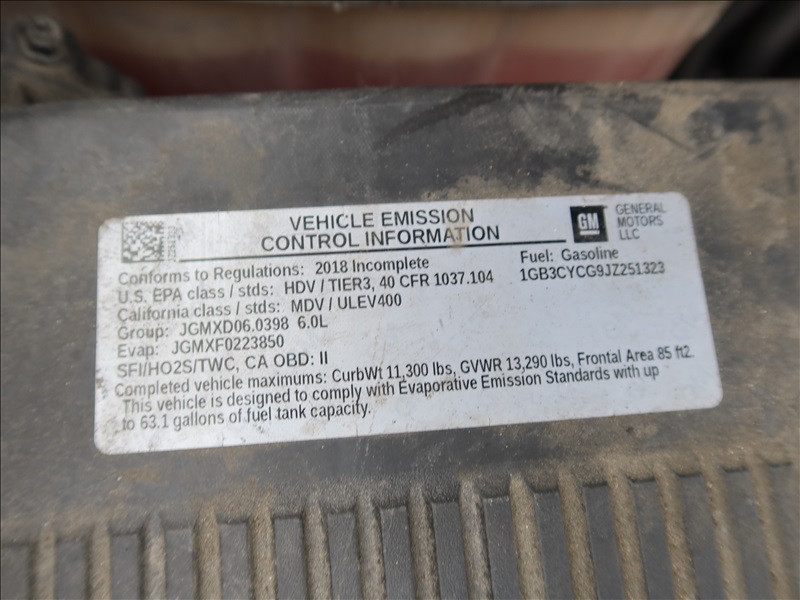 VEHICLE EMISSION
CONTROL INFORMATION
GM
GENERAL
MOTORS
LLC
Conforms to Regulations: 2018 Incomplete
Fuel: Gasoline
U.S. EPA class / stds: HDV / TIER3, 40 CFR 1037.104
1GB3CYCG9JZ251323
California class / stds: MDV / ULEV400
Group: JGMXD06.0398 6.0L
Evap: JGMXF0223850
SFI/HO2S/TWC, CA OBD: II
Completed vehicle maximums: CurbWt 11,300 lbs, GVWR 13,290 lbs, Frontal Area 85 ft2.
This vehicle is designed to comply with Evaporative Emission Standards with up
to 63.1 gallons of fuel tank capacity.